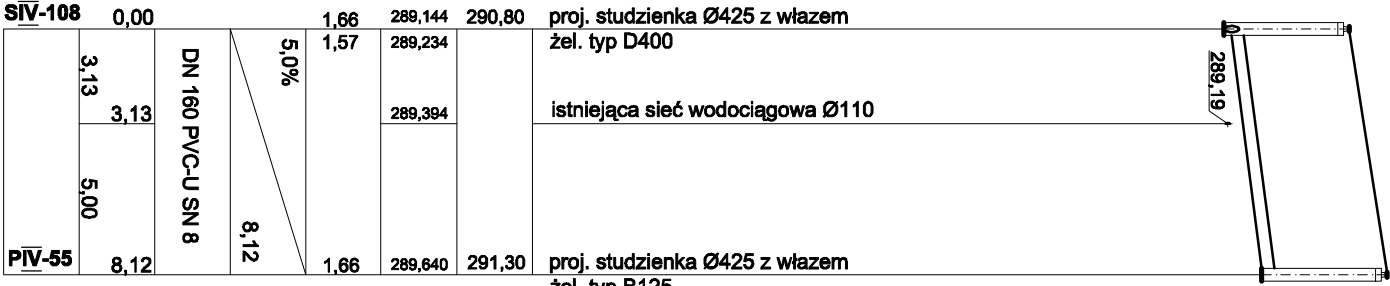 SIV-108 0,00 1,66 289,144 290,80 proj. studzienka Ø425 z włazem
5,0% 1,57 289,234 żel. typ D400
3,13
289,19
3,13 289,394 istniejąca sieć wodociągowa Ø110
DN 160 PVC-U SN 8
5,00
8,12
PIV-55 8,12 1,66 289,640 291,30 proj. studzienka Ø425 z włazem
żel. typ B125